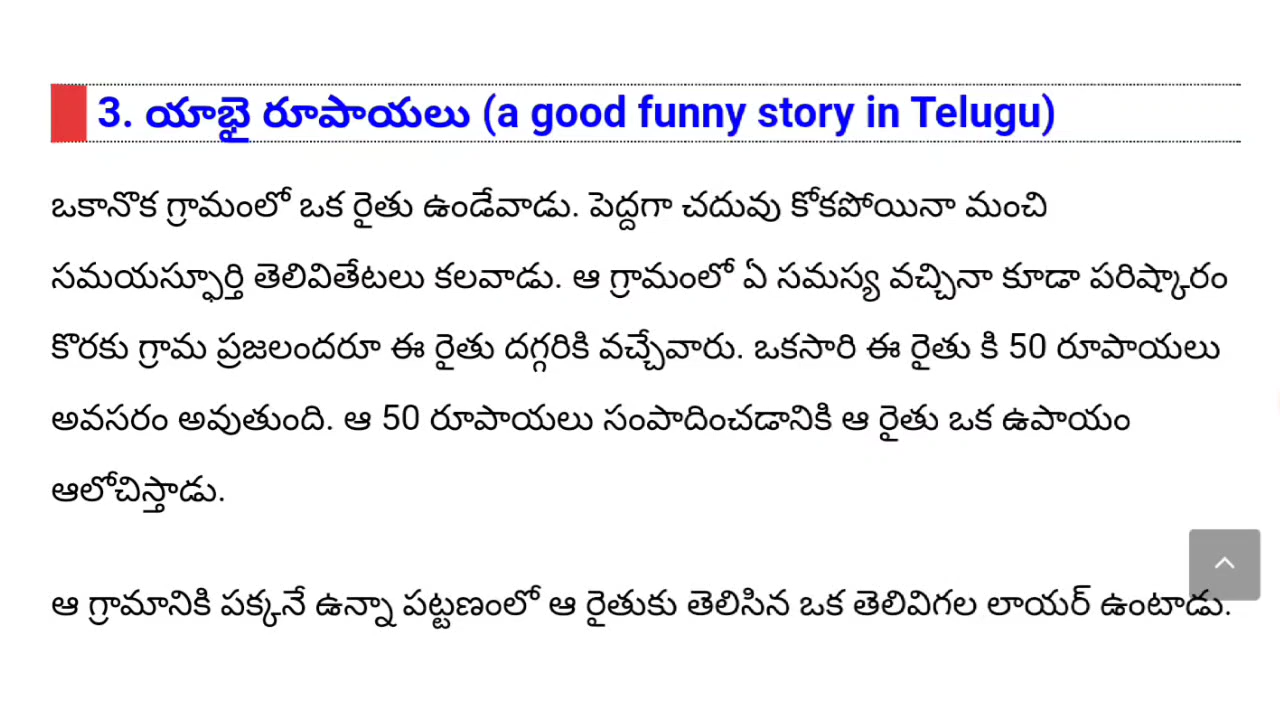 3. యాభై రూపాయలు (a good funny story in Telugu)
ఒకానొక గ్రామంలో ఒక రైతు ఉండేవాడు. పెద్దగా చదువు కోకపోయినా మంచి
సమయస్ఫూర్తి తెలివితేటలు కలవాడు. ఆ గ్రామంలో ఏ సమస్య వచ్చినా కూడా పరిష్కారం
కొరకు గ్రామ ప్రజలందరూ ఈ రైతు దగ్గరికి వచ్చేవారు. ఒకసారి ఈ రైతు కి 50 రూపాయలు
అవసరం అవుతుంది. ఆ 50 రూపాయలు సంపాదించడానికి ఆ రైతు ఒక ఉపాయం
ఆలోచిస్తాడు.
ఆ గ్రామానికి పక్కనే ఉన్నా పట్టణంలో ఆ రైతుకు తెలిసిన ఒక తెలివిగల లాయర్ ఉంటాడు.